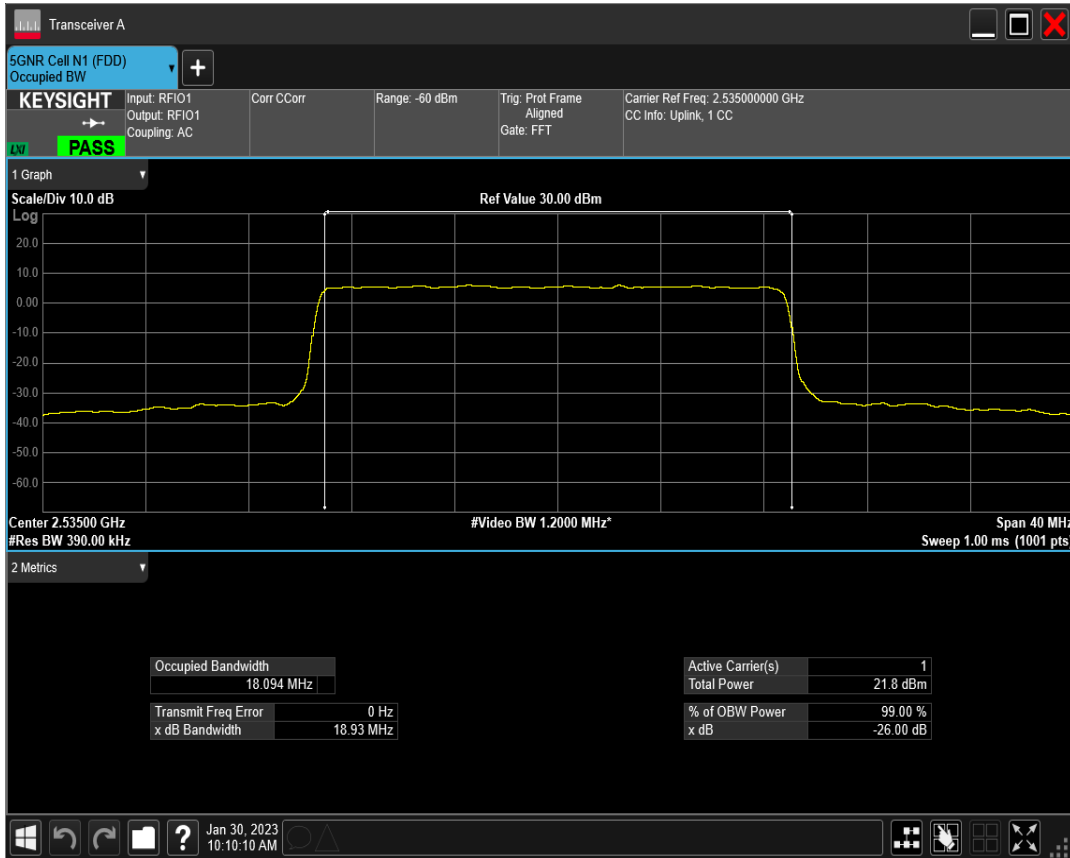 Transceiver A
5GNR Cell N1 (FDD)
Occupied BW
+
KEYSIGHT
LXI
PASS
Input: RFIO1
Output: RFIO1
Coupling: AC
Corr CCorr
Range: -60 dBm
Trig: Prot Frame
Aligned
Gate: FFT
Carrier Ref Freq: 2.535000000 GHz
CC Info: Uplink, 1 CC
1 Graph
Scale/Div 10.0 dB
Ref Value 30.00 dBm
Log
20.0
10.0
0.00
-10.0
-20.0
-30.0
-40.0
-50.0
-60.0
Center 2.53500 GHz
#Video BW 1.2000 MHz*
Span 40 MHz
#Res BW 390.00 kHz
Sweep 1.00 ms (1001 pts)
2 Metrics
Occupied Bandwidth
18.094 MHz
Transmit Freq Error 0 Hz
x dB Bandwidth 18.93 MHz
Active Carrier(s) 1
Total Power 21.8 dBm
% of OBW Power 99.00 %
x dB -26.00 dB
?
Jan 30, 2023
10:10:10 AM